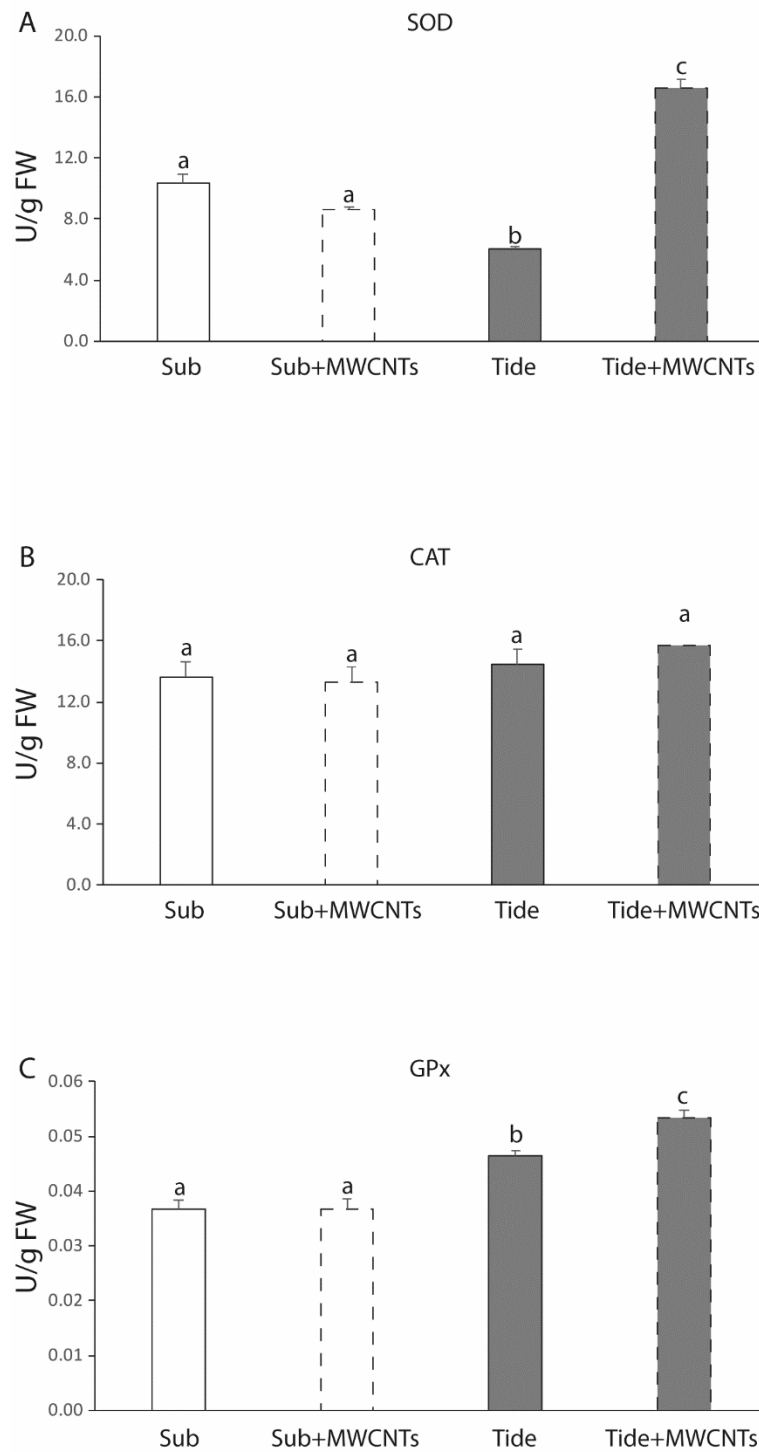 A
SOD
20.0
16.0
12.0
8.0
4.0
0.0
U/g FW
a
a
b
c
Sub Sub+MWCNTs Tide Tide+MWCNTs
B
CAT
20.0
16.0
12.0
8.0
4.0
0.0
U/g FW
a
a
a
a
Sub Sub+MWCNTs Tide Tide+MWCNTs
C
GPx
0.06
0.05
0.04
0.03
0.02
0.01
0.00
U/g FW
a
a
b
c
Sub Sub+MWCNTs Tide Tide+MWCNTs